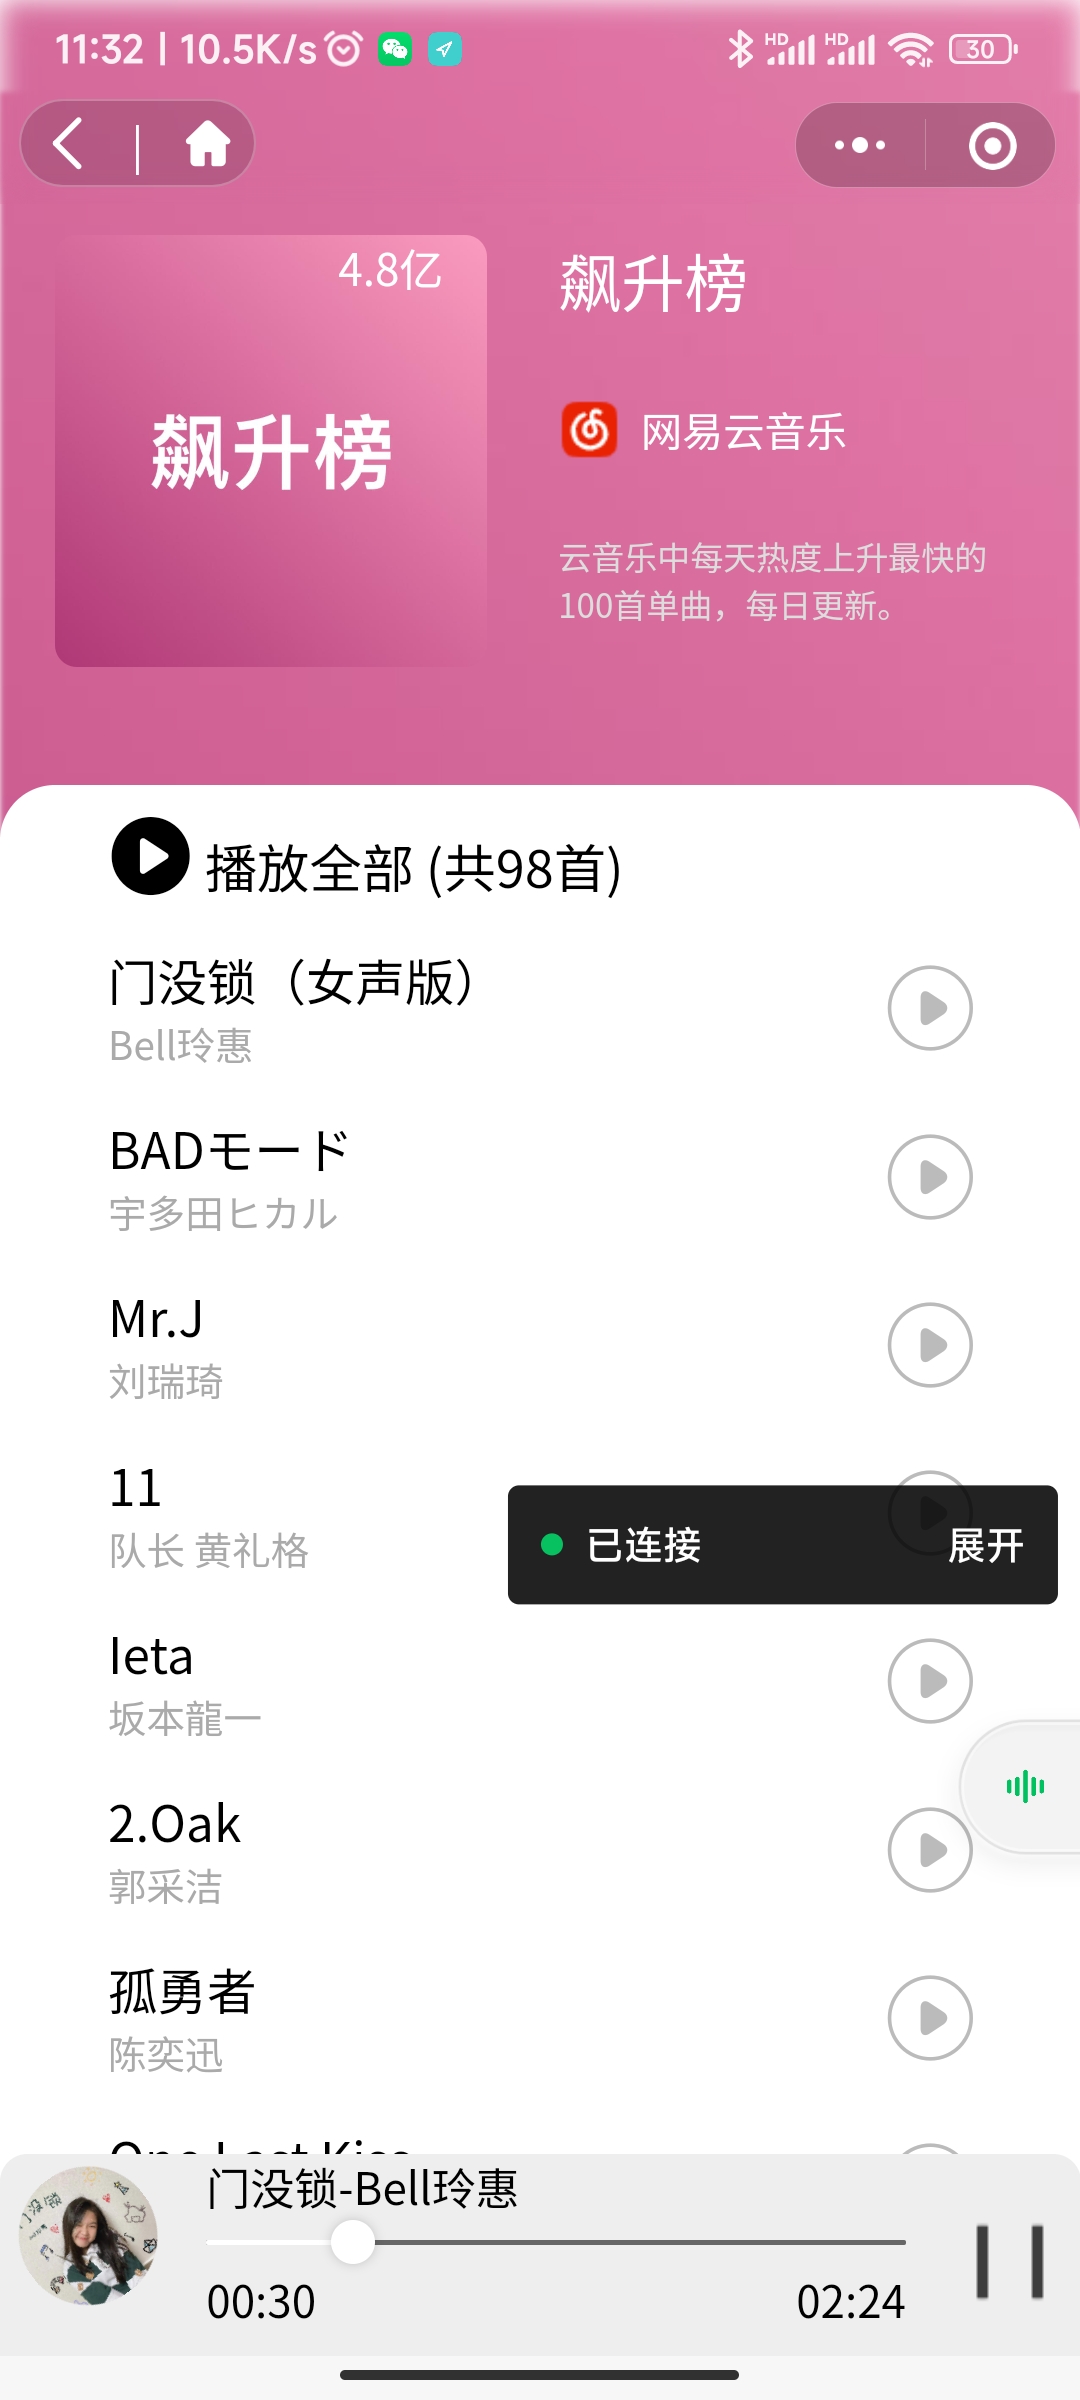 11:32 | 10.5K/s
HD HD 30
4.8亿
飙升榜
飙升榜
网易云音乐
云音乐中每天热度上升最快的
100首单曲，每日更新。
播放全部 (共98首)
门没锁（女声版）
Bell玲惠
BADモード
宇多田ヒカル
Mr.J
刘瑞琦
11
队长 黄礼格
已连接 展开
Ieta
坂本龍一
2.Oak
郭采洁
孤勇者
陈奕迅
One Last Kiss
门没锁-Bell玲惠
00:30 02:24